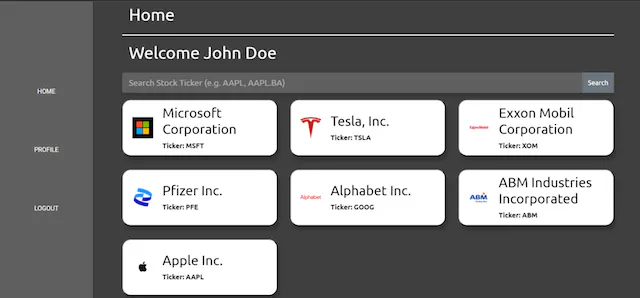 Home
Welcome John Doe
Search Stock Ticker (e.g. AAPL, AAPL.BA)
Search
HOME
PROFILE
LOGOUT
Microsoft
Corporation
Ticker: MSFT
Tesla, Inc.
Ticker: TSLA
ExxonMobil
Exxon Mobil
Corporation
Ticker: XOM
Pfizer Inc.
Ticker: PFE
Alphabet
Alphabet Inc.
Ticker: GOOG
ABM
ABM Industries
Incorporated
Ticker: ABM
Apple Inc.
Ticker: AAPL